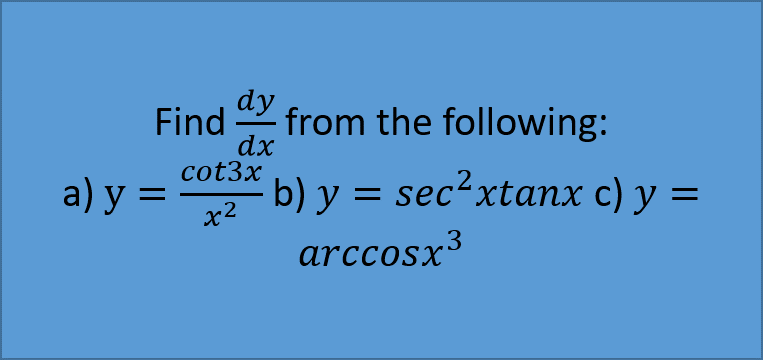 Find dy/dx from the following:
a) y = cot3x/x² b) y = sec²xtanx c) y =
arccosx³